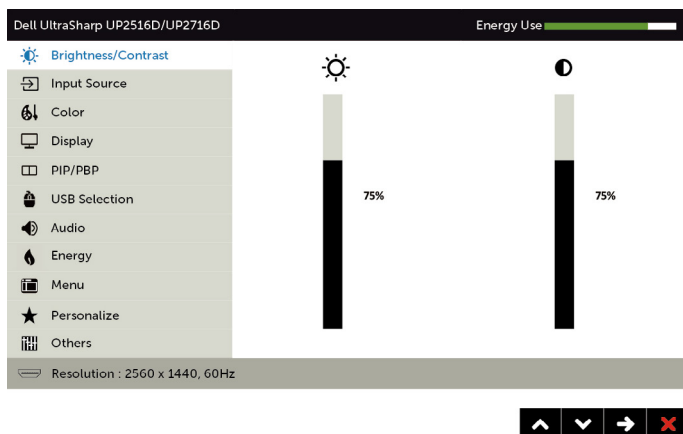 Dell UltraSharp UP2516D/UP2716D
Energy Use
Brightness/Contrast
Input Source
Color
Display
PIP/PBP
USB Selection
Audio
Energy
Menu
Personalize
Others
75%
75%
Resolution : 2560 x 1440, 60Hz